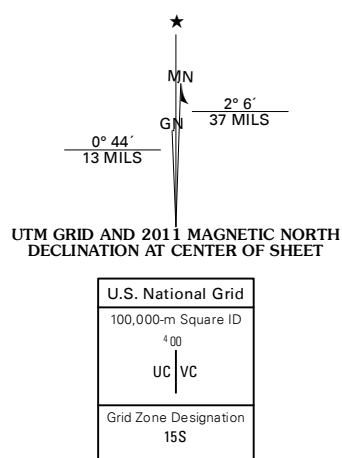 MN
2° 6´
37 MILS
GN
0° 44´
13 MILS
UTM GRID AND 2011 MAGNETIC NORTH
DECLINATION AT CENTER OF SHEET
U.S. National Grid
100,000-m Square ID
4 00
UC VC
Grid Zone Designation
15S